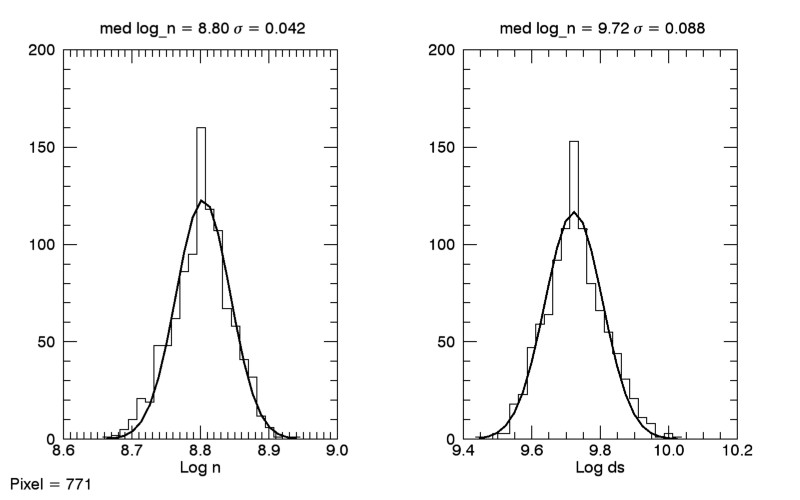 med log_n = 8.80 σ = 0.042
med log_n = 9.72 σ = 0.088
200
150
100
50
0
8.6 8.7 8.8 8.9 9.0
Log n
200
150
100
50
0
9.4 9.6 9.8 10.0 10.2
Log ds
Pixel = 771